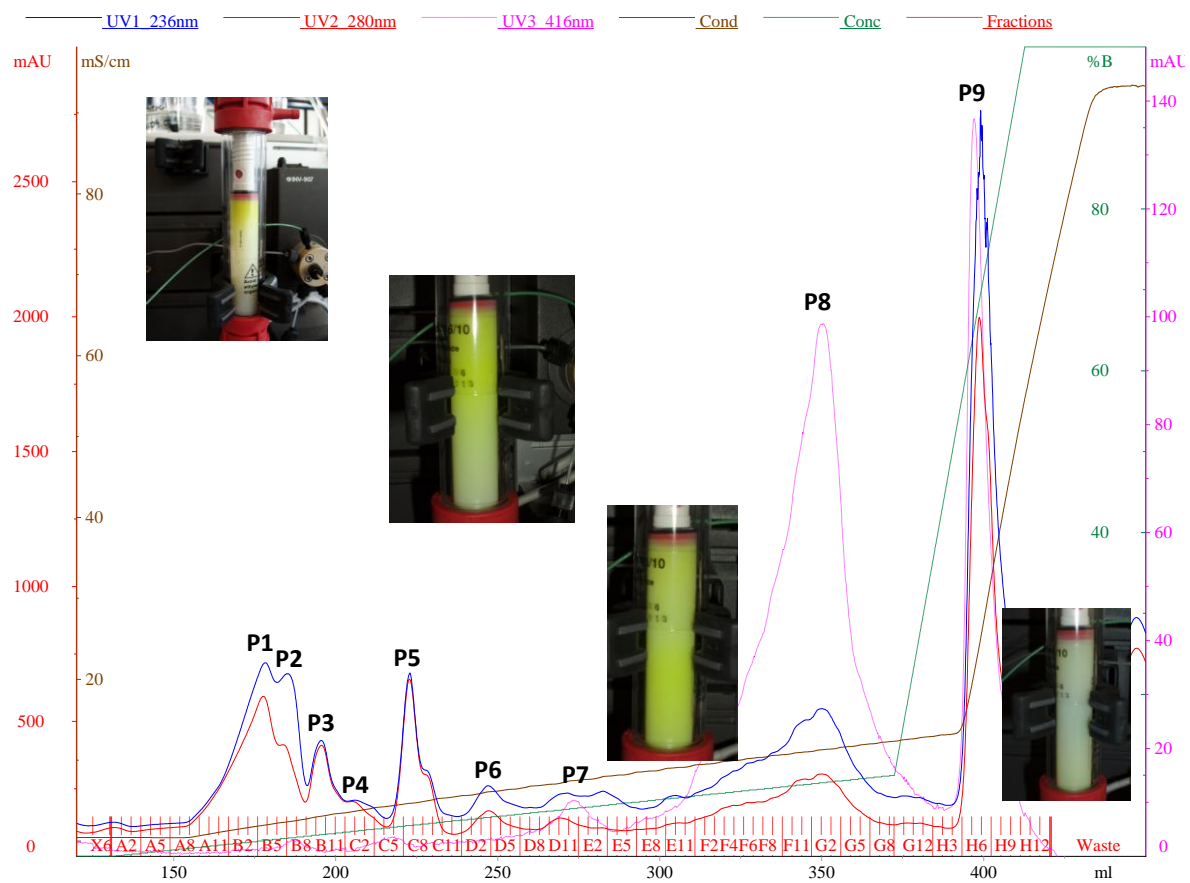 UV1_236nm UV2_280nm UV3_416nm Cond Conc Fractions
mAU mS/cm %B mAU
P9
140
2500 80 80 120
P8
2000 60 60 100
1500 80
40 40
1000 60
P1 P2 P5 40
20
500 P3 20
P4 P6 P7
0 X6 A2 A5 A8 B2 B5 B8 B11 C2 C5 C8 C11 D2 D5 D8 D11 E2 E5 E8 E11 F2 F4 F6 F8 F11 G2 G5 G8 G12 H3 H6 H9 H12 Waste 0
150 200 250 300 350 400 ml